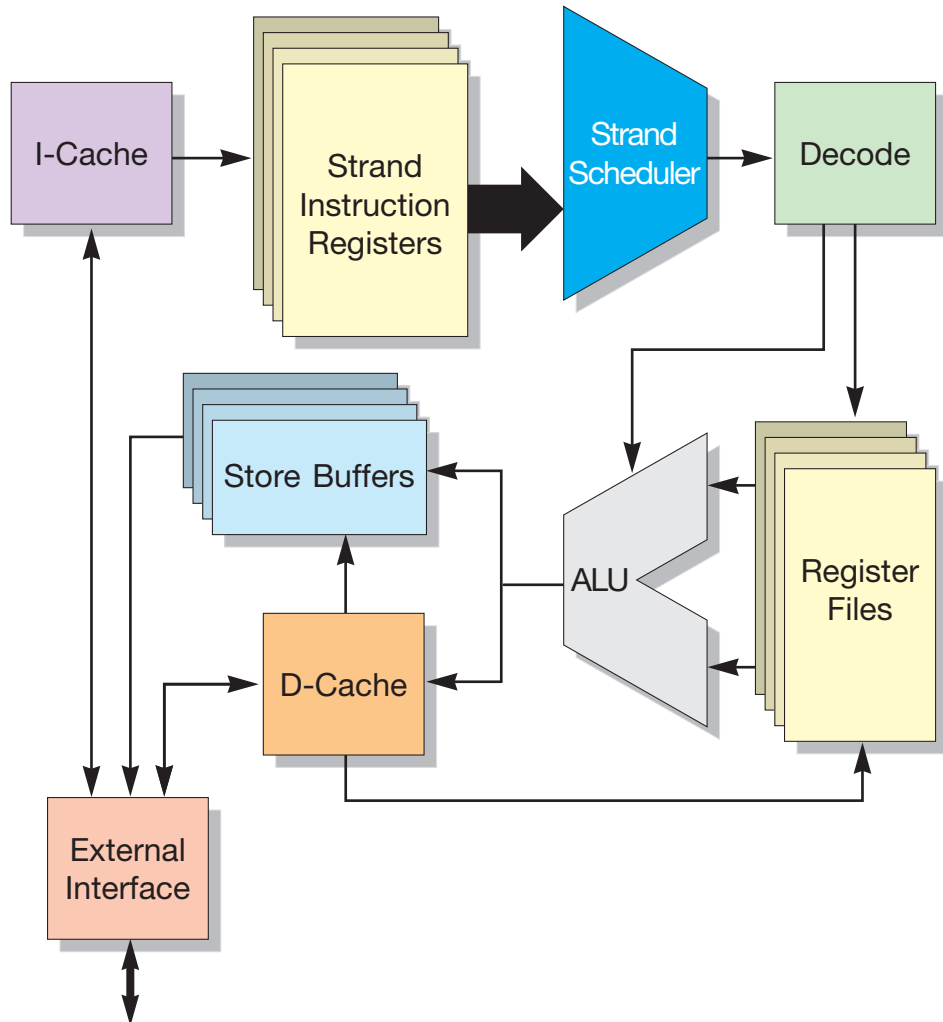 I-Cache
Strand
Instruction
Registers
Strand
Scheduler
Decode
Store Buffers
ALU
Register
Files
D-Cache
External
Interface